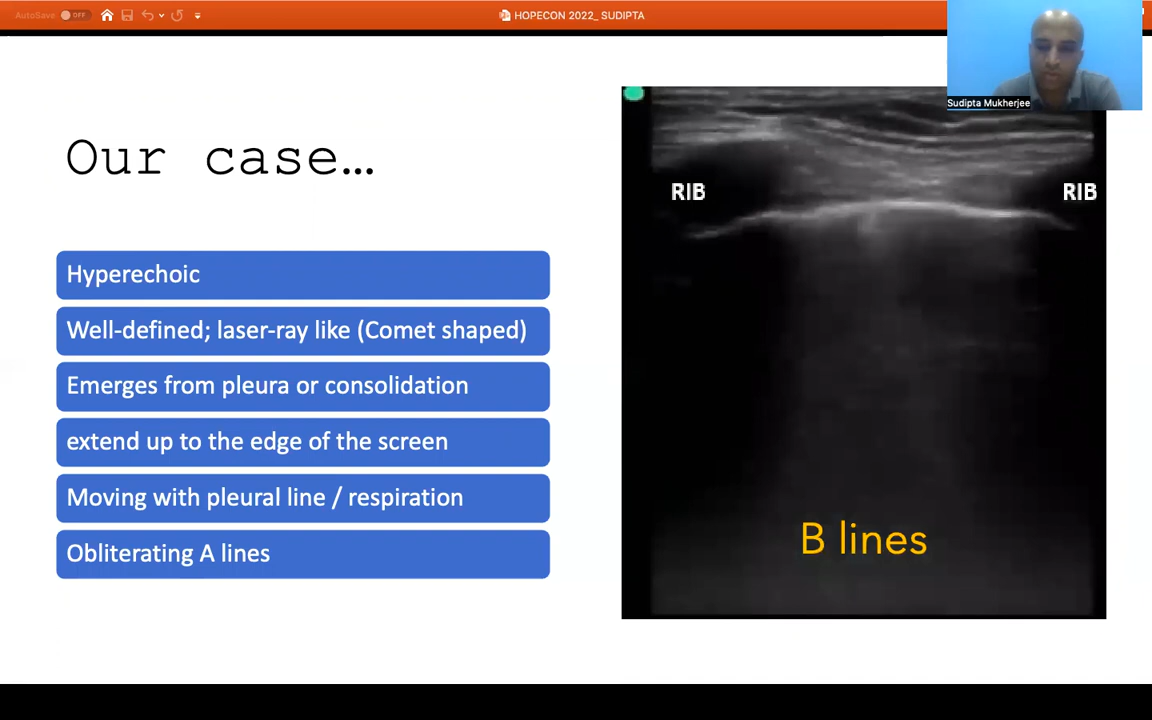 AutoSave OFF
HOPECON 2022_ SUDIPTA
Sudipta Mukherjee
Our case…
Hyperechoic
Well-defined; laser-ray like (Comet shaped)
Emerges from pleura or consolidation
extend up to the edge of the screen
Moving with pleural line / respiration
Obliterating A lines
RIB
RIB
B lines